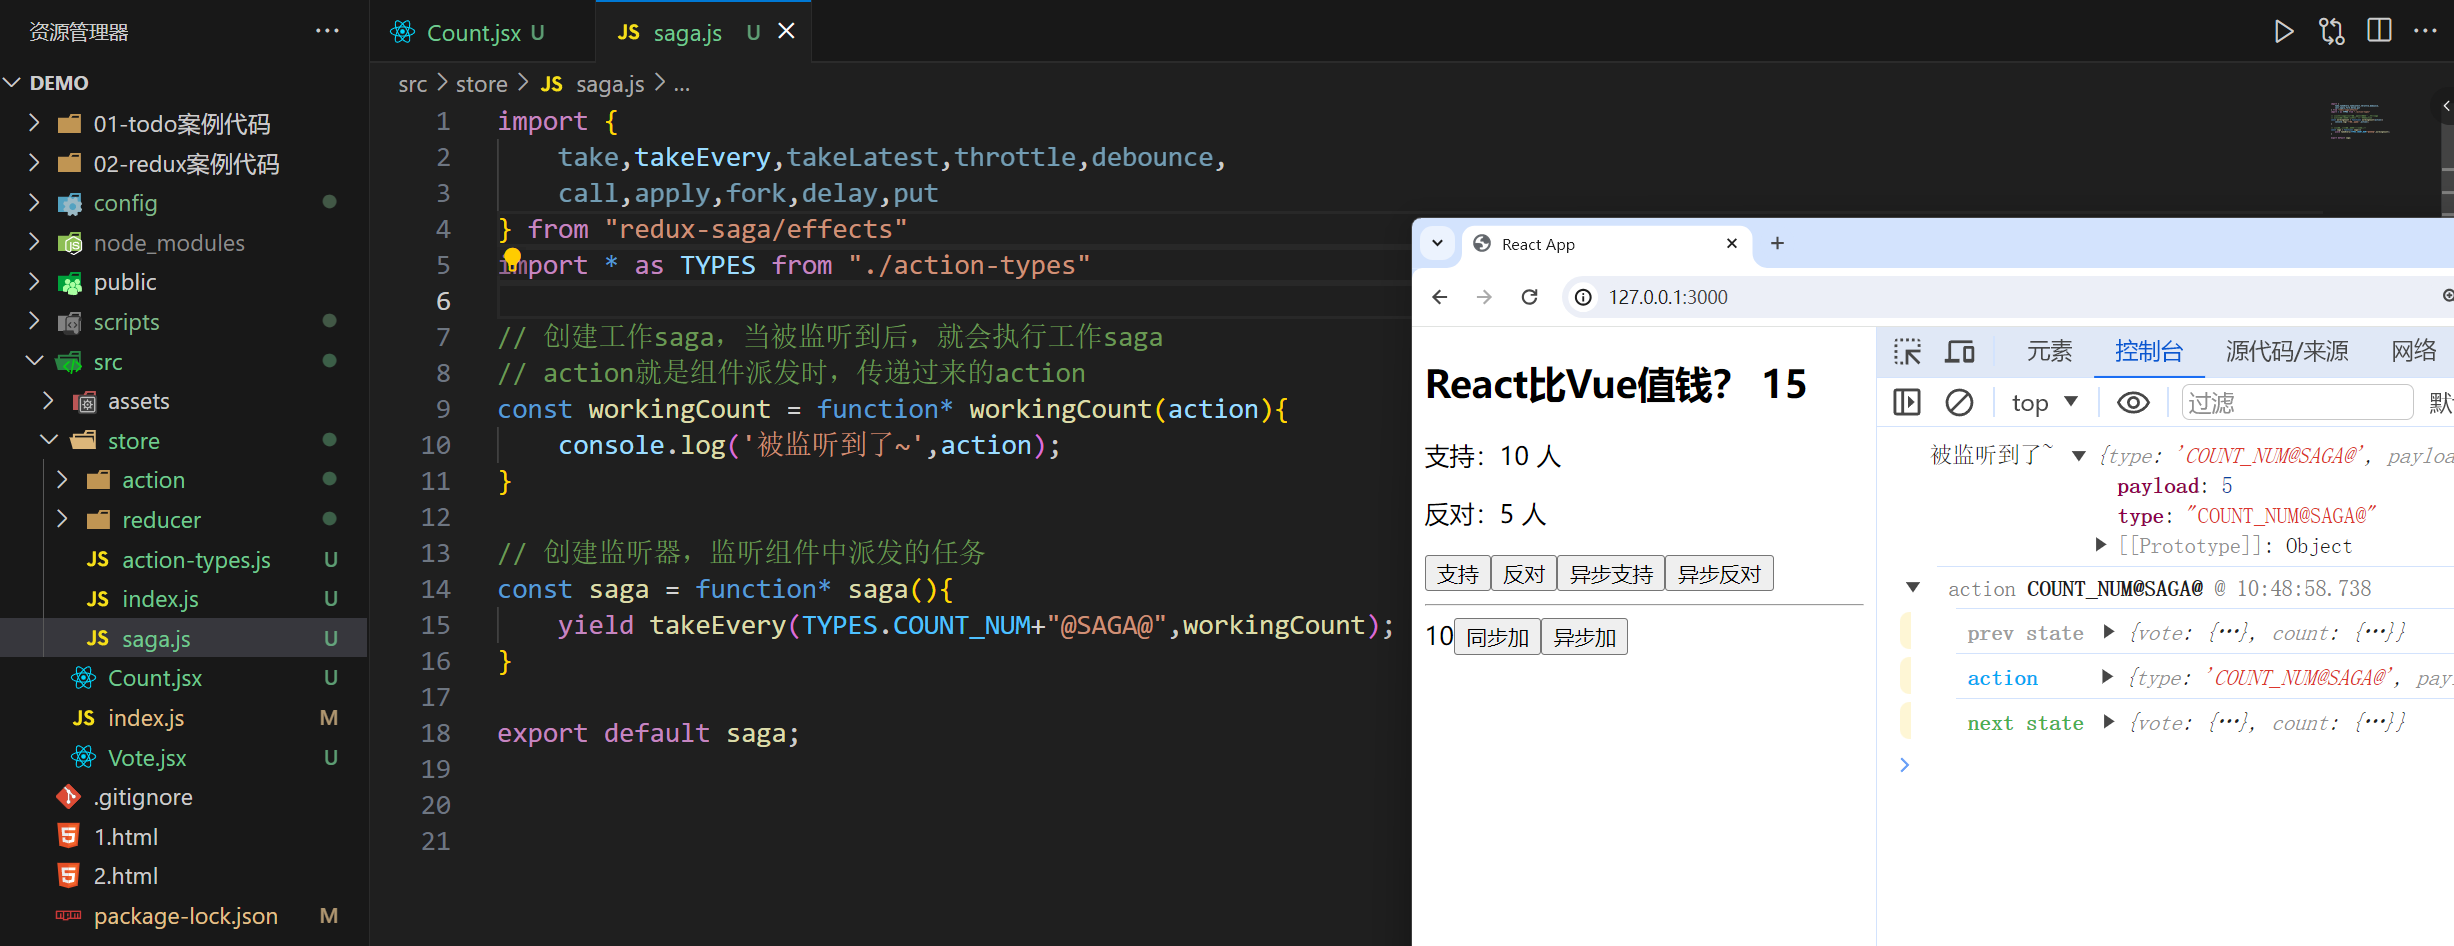 资源管理器
DEMO
01-todo案例代码
02-redux案例代码
config
node_modules
public
scripts
src
assets
store
action
reducer
JS action-types.js U
JS index.js U
JS saga.js U
Count.jsx U
JS index.js M
Vote.jsx U
.gitignore
1.html
2.html
package-lock.json M
Count.jsx U
JS saga.js U
src > store > JS saga.js > ...
1 import {
2 take,takeEvery,takeLatest,throttle,debounce,
3 call,apply,fork,delay,put
4 } from "redux-saga/effects"
5 import * as TYPES from "./action-types"
6
7 // 创建工作saga，当被监听到后，就会执行工作saga
8 // action就是组件派发时，传递过来的action
9 const workingCount = function* workingCount(action){
10 console.log('被监听到了~',action);
11 }
12
13 // 创建监听器，监听组件中派发的任务
14 const saga = function* saga(){
15 yield takeEvery(TYPES.COUNT_NUM+"@SAGA@",workingCount);
16 }
17
18 export default saga;
19
20
21
React App
127.0.0.1:3000
React比Vue值钱？ 15
支持：10 人
反对：5 人
支持 反对 异步支持 异步反对
10 同步加 异步加
元素 控制台 源代码/来源 网络
top 过滤
被监听到了~ {type: 'COUNT_NUM@SAGA@',
payload: 5
type: "COUNT_NUM@SAGA@"
[[Prototype]]: Object
action COUNT_NUM@SAGA@ @ 10:48:58.738
prev state {vote: {…}, count: {…}}
action {type: 'COUNT_NUM@SAGA@',
next state {vote: {…}, count: {…}}